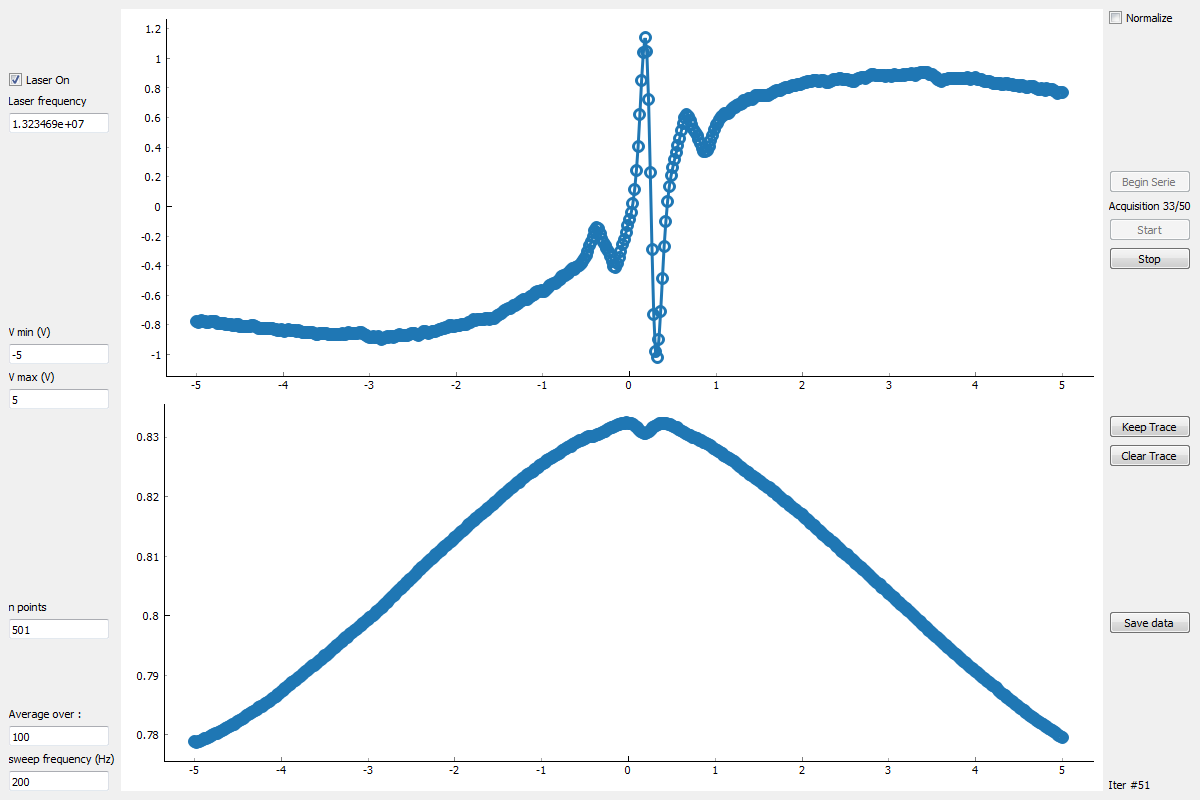 Laser On
Laser frequency
1.323469e+07
V min (V)
-5
V max (V)
5
n points
501
Average over :
100
sweep frequency (Hz)
200
1.2
1
0.8
0.6
0.4
0.2
0
-0.2
-0.4
-0.6
-0.8
-1
-5 -4 -3 -2 -1 0 1 2 3 4 5
0.83
0.82
0.81
0.8
0.79
0.78
-5 -4 -3 -2 -1 0 1 2 3 4 5
Normalize
Begin Serie
Acquisition 33/50
Start
Stop
Keep Trace
Clear Trace
Save data
Iter #51